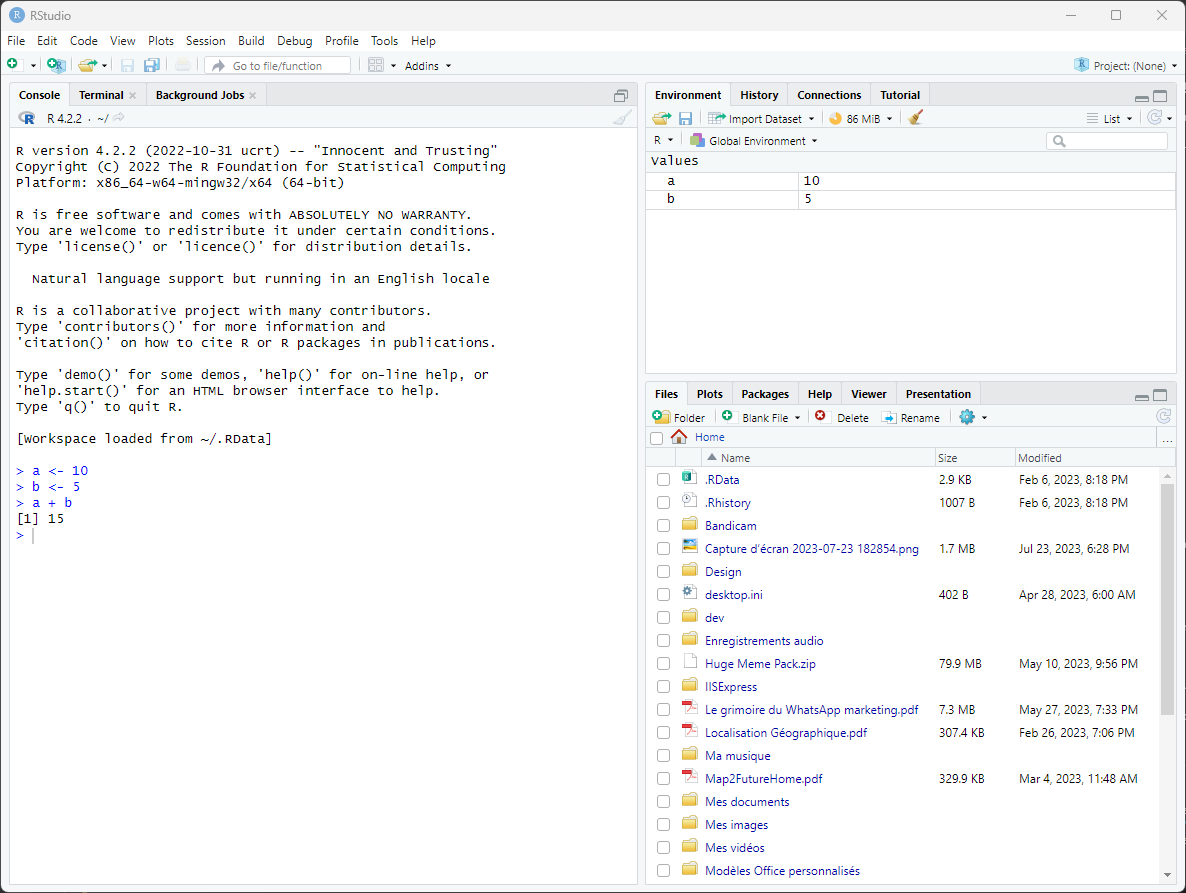 RStudio
File Edit Code View Plots Session Build Debug Profile Tools Help
Go to file/function Addins Project: (None)
Console Terminal Background Jobs
R 4.2.2 · ~/
R version 4.2.2 (2022-10-31 ucrt) -- "Innocent and Trusting"
Copyright (C) 2022 The R Foundation for Statistical Computing
Platform: x86_64-w64-mingw32/x64 (64-bit)
R is free software and comes with ABSOLUTELY NO WARRANTY.
You are welcome to redistribute it under certain conditions.
Type 'license()' or 'licence()' for distribution details.
Natural language support but running in an English locale
R is a collaborative project with many contributors.
Type 'contributors()' for more information and
'citation()' on how to cite R or R packages in publications.
Type 'demo()' for some demos, 'help()' for on-line help, or
'help.start()' for an HTML browser interface to help.
Type 'q()' to quit R.
[Workspace loaded from ~/.RData]
> a <- 10
> b <- 5
> a + b
[1] 15
>
Environment History Connections Tutorial
Import Dataset 86 MiB List
R Global Environment
Values
a 10
b 5
Files Plots Packages Help Viewer Presentation
Folder Blank File Delete Rename
Home ...
Name Size Modified
.RData 2.9 KB Feb 6, 2023, 8:18 PM
.Rhistory 1007 B Feb 6, 2023, 8:18 PM
Bandicam
Capture d'écran 2023-07-23 182854.png 1.7 MB Jul 23, 2023, 6:28 PM
Design
desktop.ini 402 B Apr 28, 2023, 6:00 AM
dev
Enregistrements audio
Huge Meme Pack.zip 79.9 MB May 10, 2023, 9:56 PM
IISExpress
Le grimoire du WhatsApp marketing.pdf 7.3 MB May 27, 2023, 7:33 PM
Localisation Géographique.pdf 307.4 KB Feb 26, 2023, 7:06 PM
Ma musique
Map2FutureHome.pdf 329.9 KB Mar 4, 2023, 11:48 AM
Mes documents
Mes images
Mes vidéos
Modèles Office personnalisés